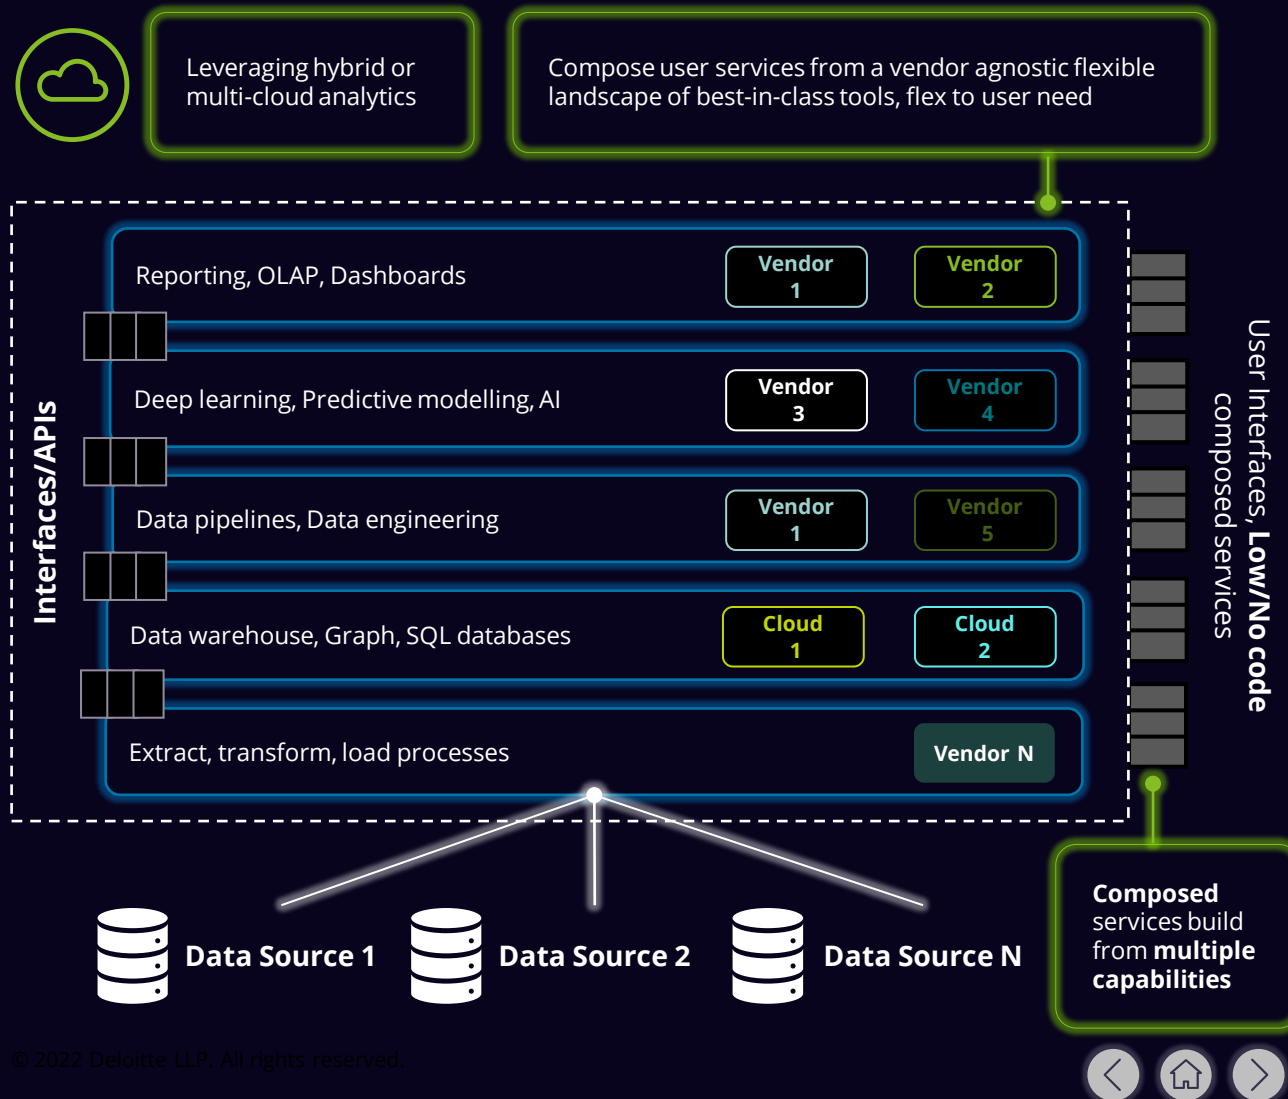 Leveraging hybrid or
multi-cloud analytics
Compose user services from a vendor agnostic flexible
landscape of best-in-class tools, flex to user need
Interfaces/APIs
Reporting, OLAP, Dashboards
Vendor
1
Vendor
2
Deep learning, Predictive modelling, AI
Vendor
3
Vendor
4
Data pipelines, Data engineering
Vendor
1
Vendor
5
Data warehouse, Graph, SQL databases
Cloud
1
Cloud
2
Extract, transform, load processes
Vendor N
User Interfaces, Low/No code
composed services
Data Source 1
Data Source 2
Data Source N
Composed
services build
from multiple
capabilities
© 2022 Deloitte LLP. All rights reserved.